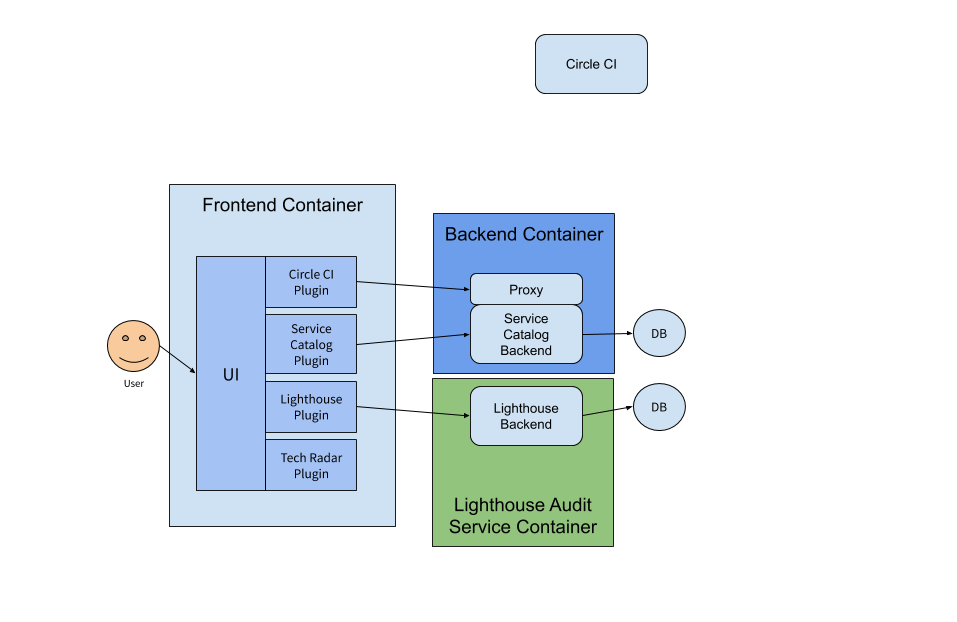 Circle CI
Frontend Container
Backend Container
Circle CI
Plugin
Proxy
Service
Catalog
Plugin
Service
Catalog
Backend
DB
User
UI
Lighthouse
Plugin
Lighthouse
Backend
DB
Tech Radar
Plugin
Lighthouse Audit
Service Container